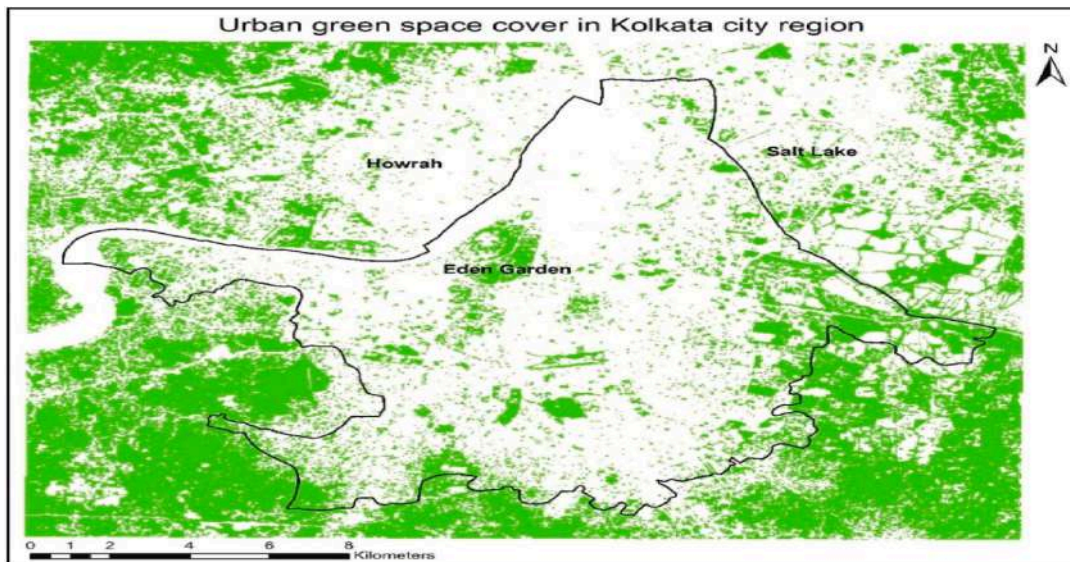 Urban green space cover in Kolkata city region
N
Howrah
Salt Lake
Eden Garden
0 1 2 4 6 8
Kilometers